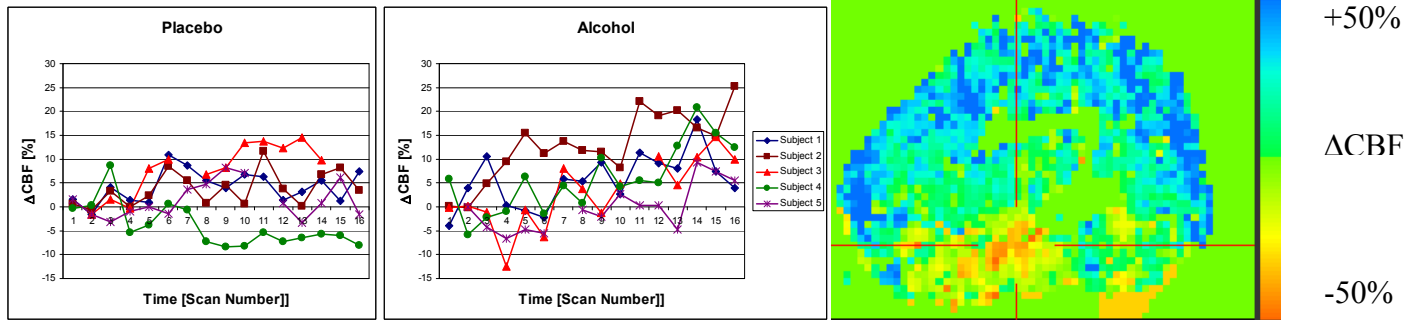 Placebo
30
25
20
15
10
5
0
-5
-10
-15
ΔCBF [%]
1 2 3 4 5 6 7 8 9 10 11 12 13 14 15 16
Time [Scan Number]]
Alcohol
30
25
20
15
10
5
0
-5
-10
-15
ΔCBF [%]
1 2 3 4 5 6 7 8 9 10 11 12 13 14 15 16
Time [Scan Number]]
Subject 1
Subject 2
Subject 3
Subject 4
Subject 5
+50%
ΔCBF
-50%